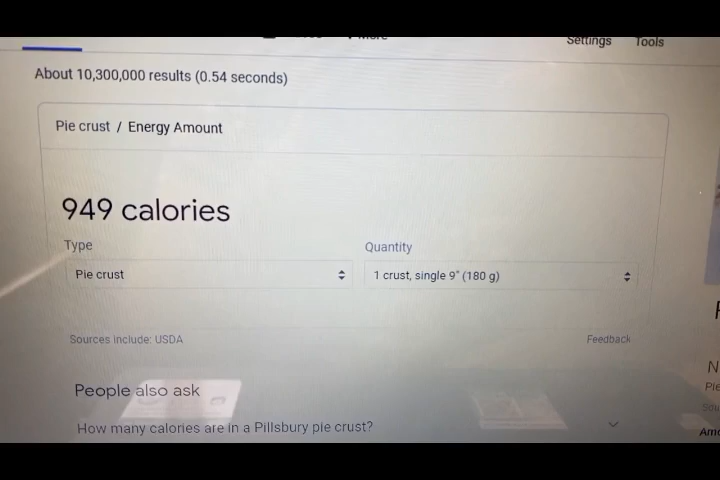 More
Settings Tools
About 10,300,000 results (0.54 seconds)
Pie crust / Energy Amount
949 calories
Type Quantity
Pie crust 1 crust, single 9" (180 g)
Sources include: USDA Feedback
People also ask
How many calories are in a Pillsbury pie crust?